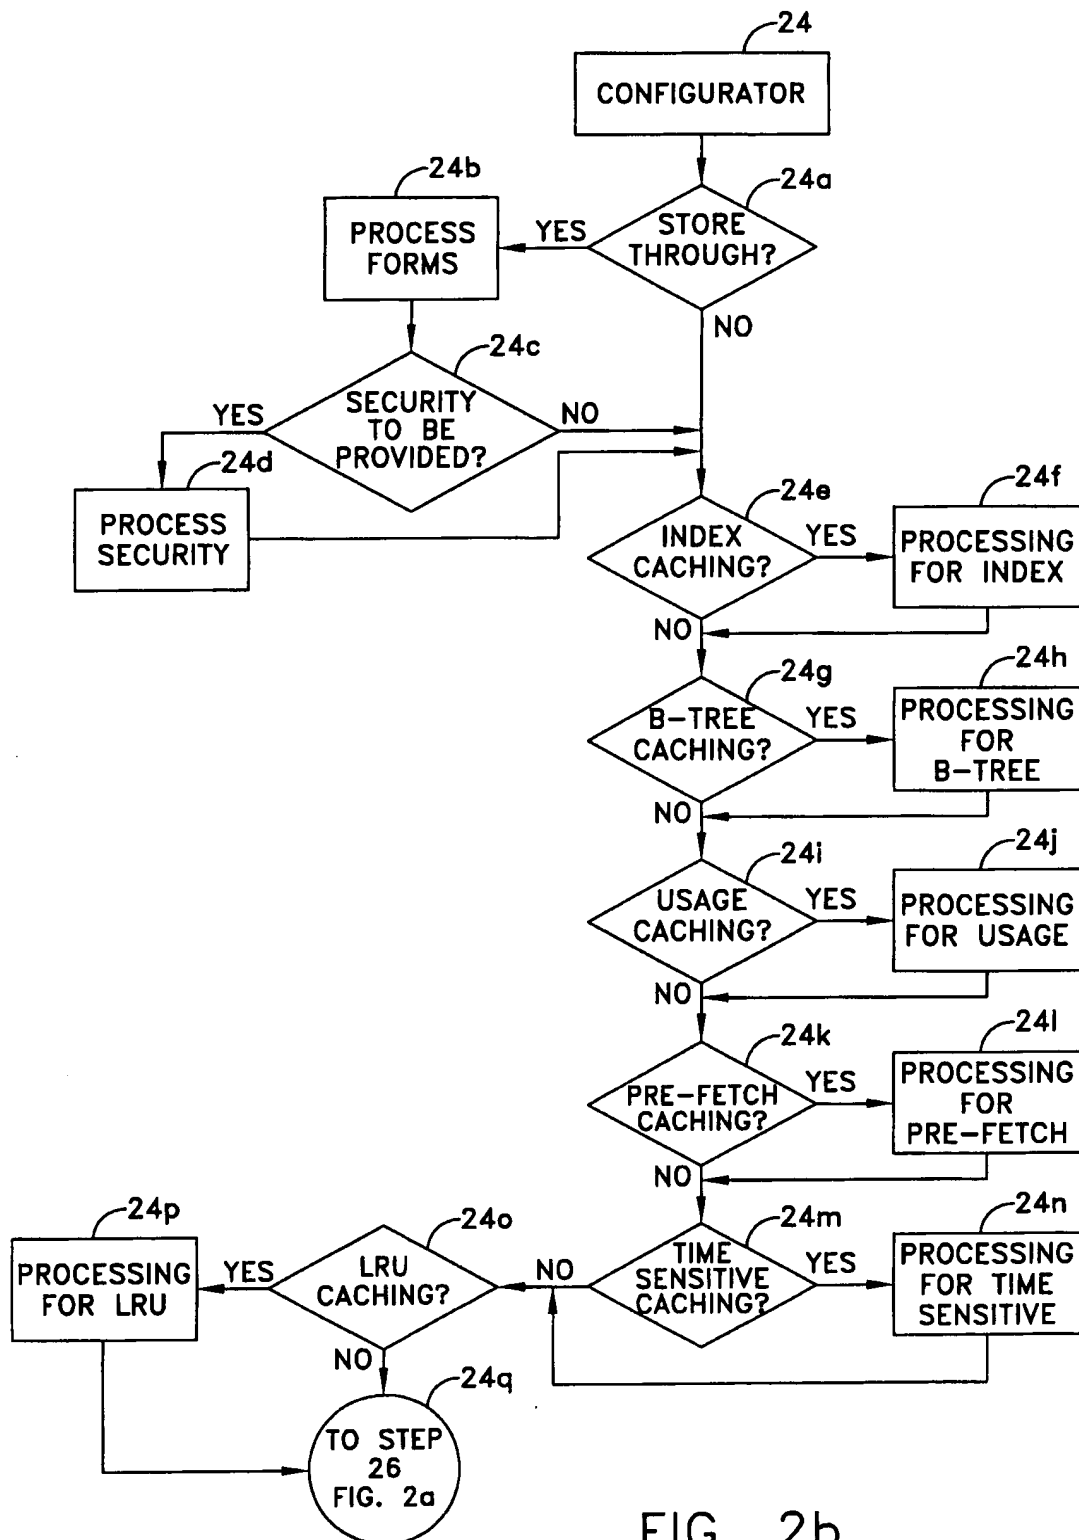 24
CONFIGURATOR
24a
STORE
THROUGH?
YES
NO
24b
PROCESS
FORMS
24c
SECURITY
TO BE
PROVIDED?
YES
NO
24d
PROCESS
SECURITY
24e
INDEX
CACHING?
YES
NO
24f
PROCESSING
FOR INDEX
24g
B-TREE
CACHING?
YES
NO
24h
PROCESSING
FOR
B-TREE
24i
USAGE
CACHING?
YES
NO
24j
PROCESSING
FOR USAGE
24k
PRE-FETCH
CACHING?
YES
NO
24l
PROCESSING
FOR
PRE-FETCH
24m
TIME
SENSITIVE
CACHING?
YES
NO
24n
PROCESSING
FOR TIME
SENSITIVE
24o
LRU
CACHING?
YES
NO
24p
PROCESSING
FOR LRU
24q
TO STEP
26
FIG. 2a
FIG. 2b